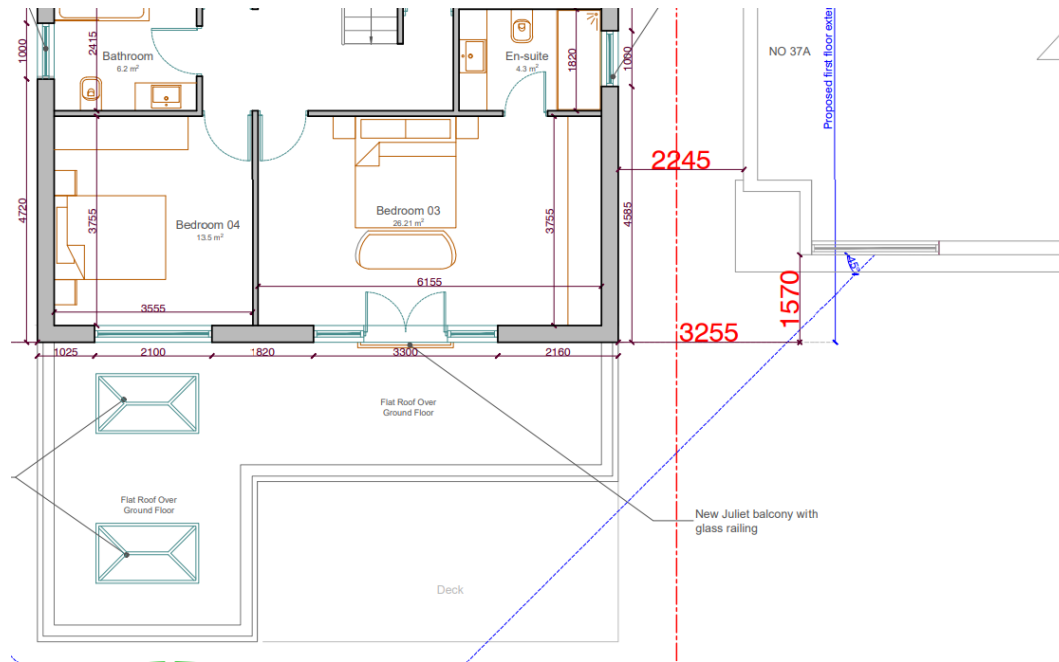 1000
2415
Bathroom
6.2 m²
En-suite
4.3 m²
1820
1000
NO 37A
Proposed first floor exte
2245
4720
3755
Bedroom 04
13.5 m²
Bedroom 03
26.21 m²
3755
4585
45°
1570
3555
6155
3255
1025
2100
1820
3300
2160
Flat Roof Over
Ground Floor
Flat Roof Over
Ground Floor
New Juliet balcony with
glass railing
Deck